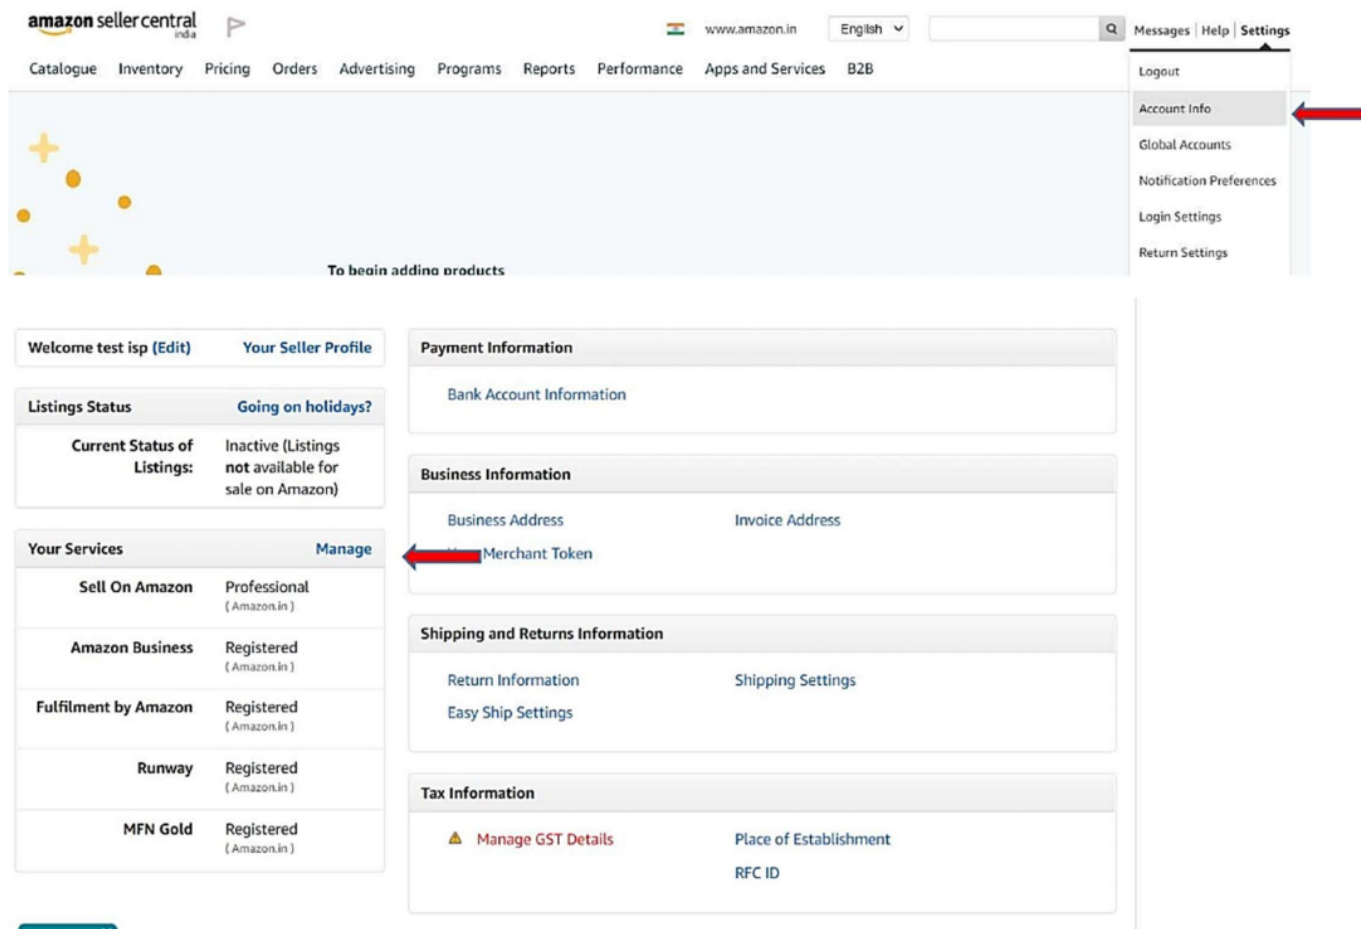 amazon seller central
india
www.amazon.in
English
Messages | Help | Settings
Catalogue Inventory Pricing Orders Advertising Programs Reports Performance Apps and Services B2B
Logout
Account Info
Global Accounts
Notification Preferences
Login Settings
Return Settings
To begin adding products
Welcome test isp (Edit) Your Seller Profile
Listings Status Going on holidays?
Current Status of Listings:
Inactive (Listings
not available for
sale on Amazon)
Your Services Manage
Sell On Amazon Professional
(Amazon.in)
Amazon Business Registered
(Amazon.in)
Fulfilment by Amazon Registered
(Amazon.in)
Runway Registered
(Amazon.in)
MFN Gold Registered
(Amazon.in)
Payment Information
Bank Account Information
Business Information
Business Address Invoice Address
Merchant Token
Shipping and Returns Information
Return Information Shipping Settings
Easy Ship Settings
Tax Information
Manage GST Details Place of Establishment
RFC ID